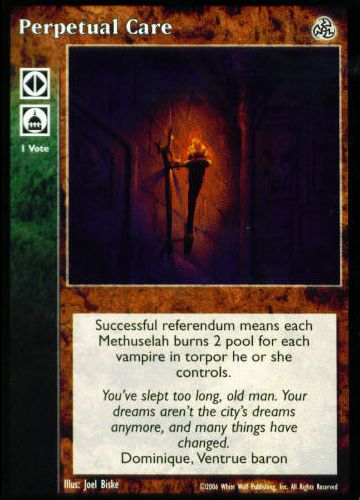 Perpetual Care
1 Vote
Successful referendum means each
Methuselah burns 2 pool for each
vampire in torpor he or she
controls.
You've slept too long, old man. Your
dreams aren't the city's dreams
anymore, and many things have
changed.
Dominique, Ventrue baron
Illus: Joel Biske
©2006 White Wolf Publishing, Inc. All Rights Reserved